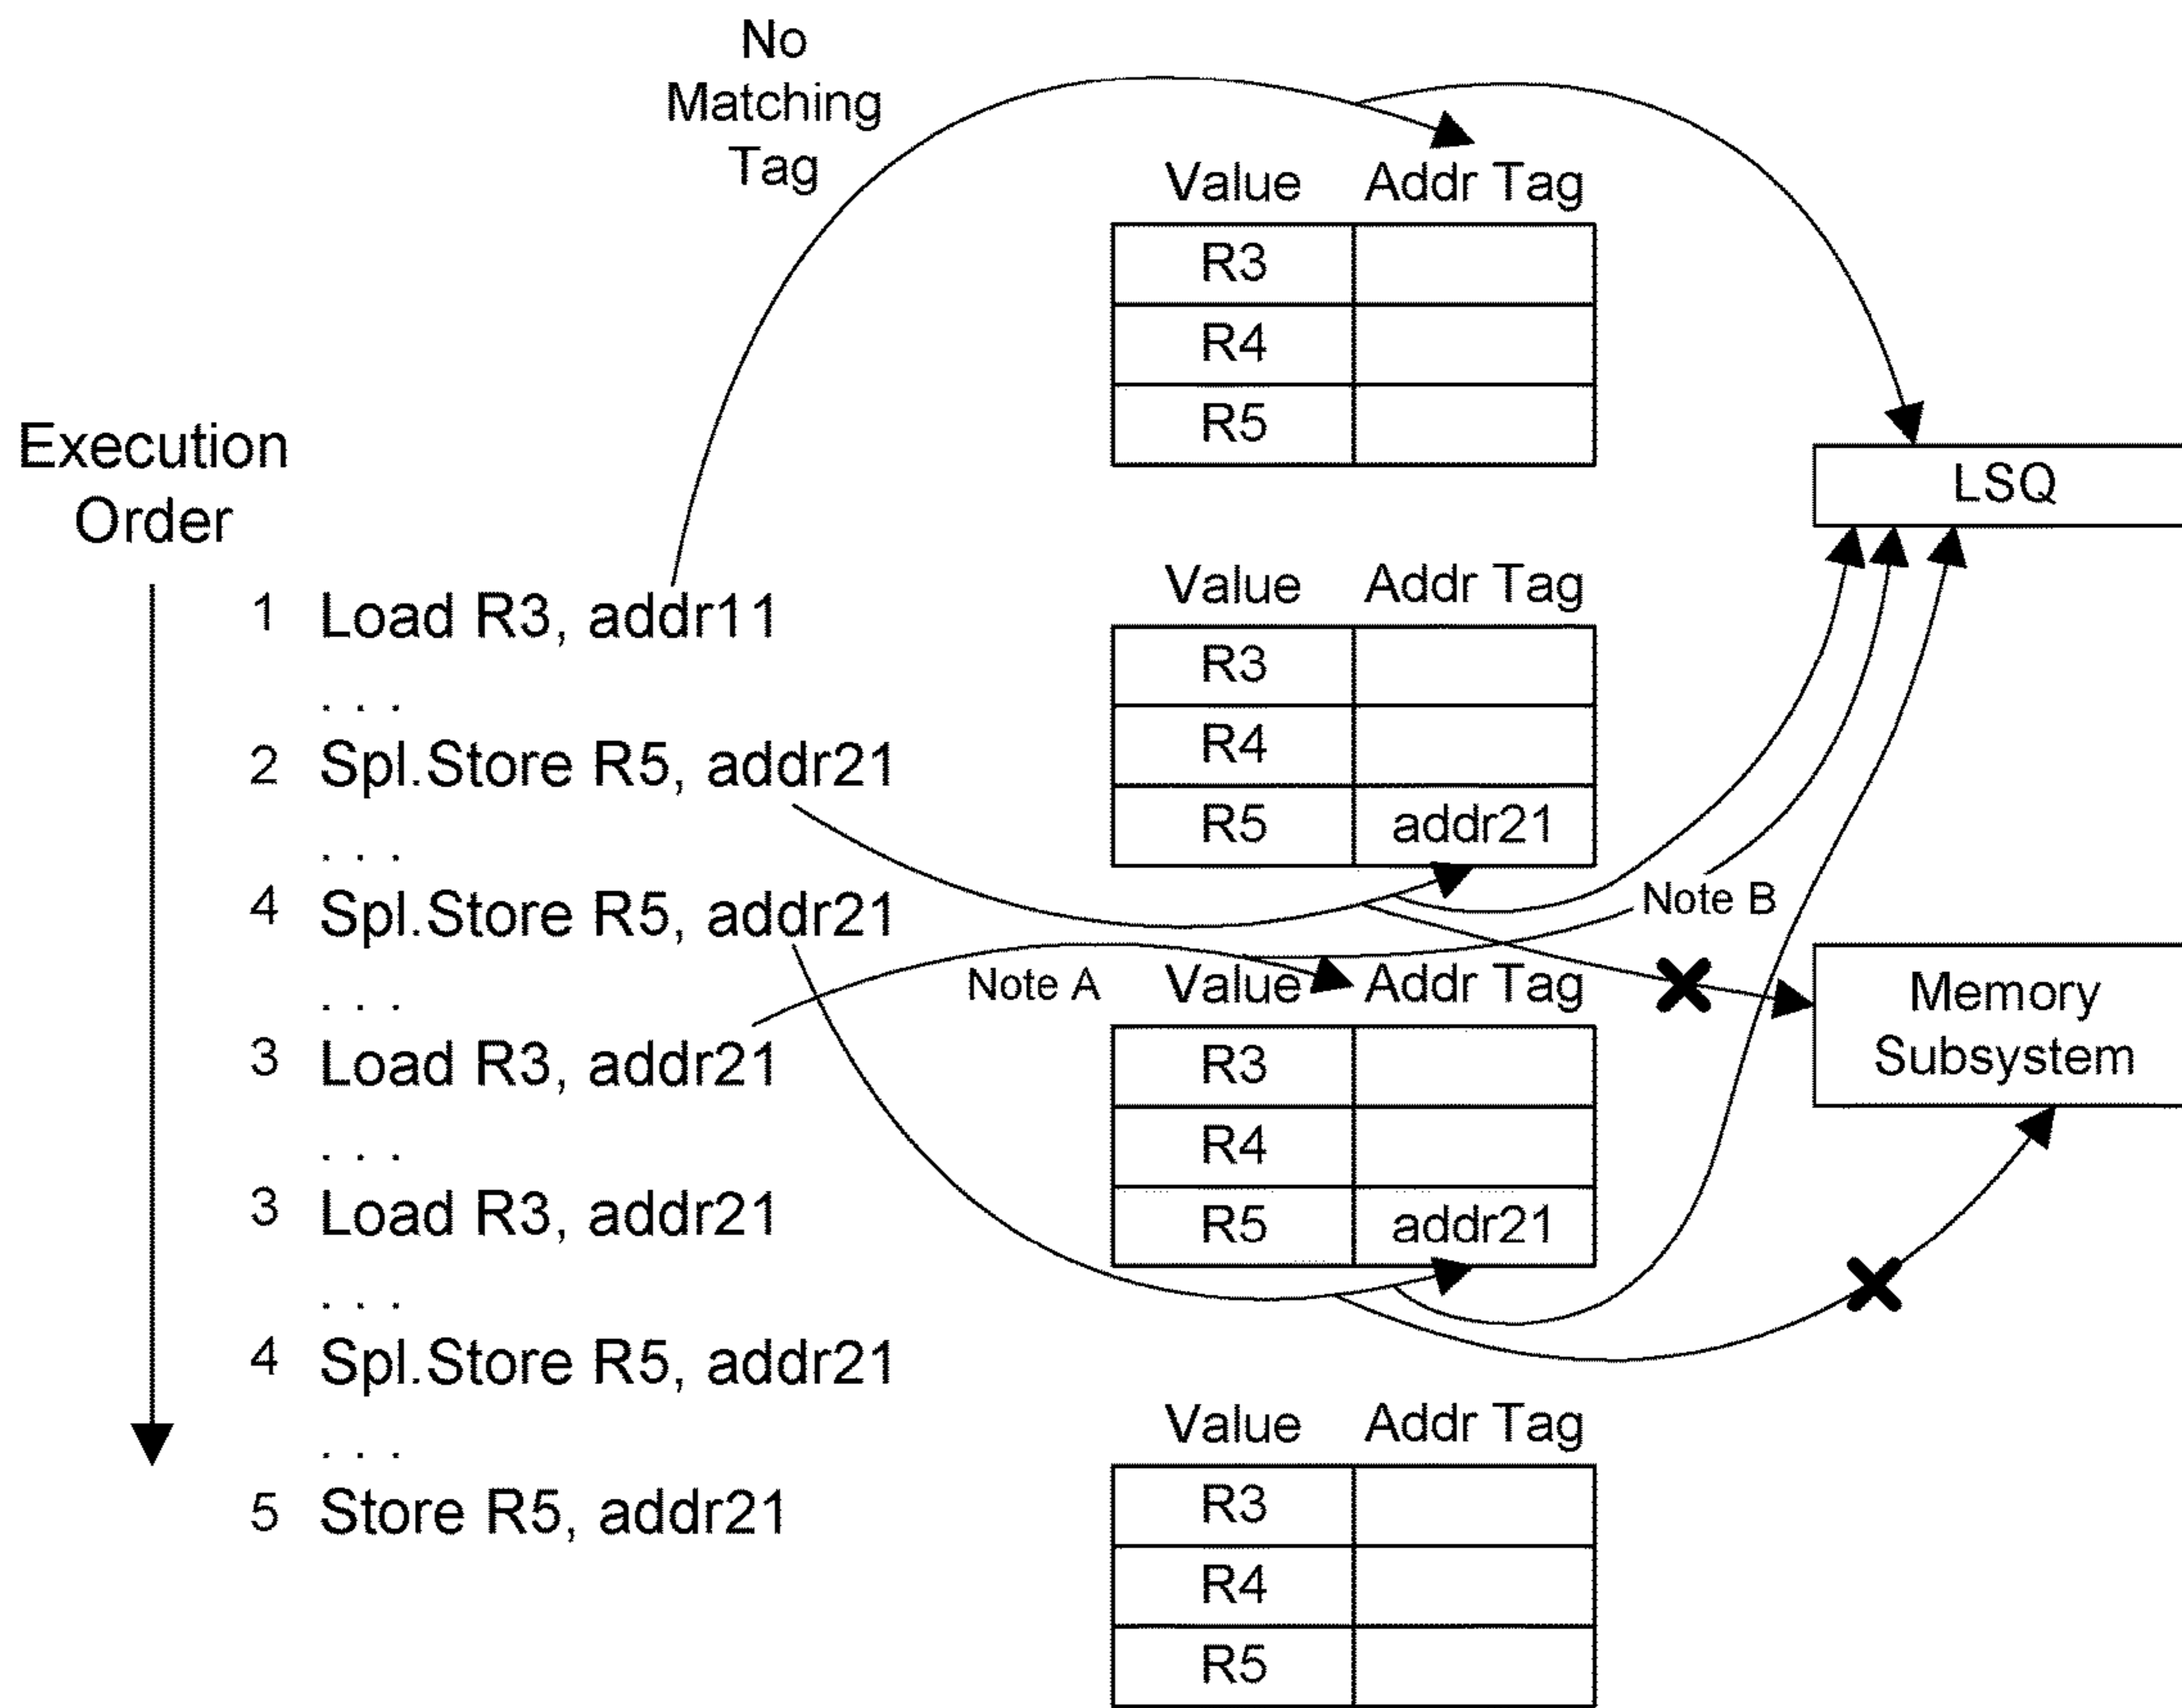 No
Matching
Tag
Value Addr Tag
R3
R4
R5
LSQ
Execution
Order
Value Addr Tag
R3
R4
R5 addr21
1 Load R3, addr11
. . .
2 Spl.Store R5, addr21
. . .
4 Spl.Store R5, addr21
. . .
3 Load R3, addr21
. . .
3 Load R3, addr21
. . .
4 Spl.Store R5, addr21
. . .
5 Store R5, addr21
Note B
Note A
Value Addr Tag
R3
R4
R5 addr21
Memory
Subsystem
Value Addr Tag
R3
R4
R5